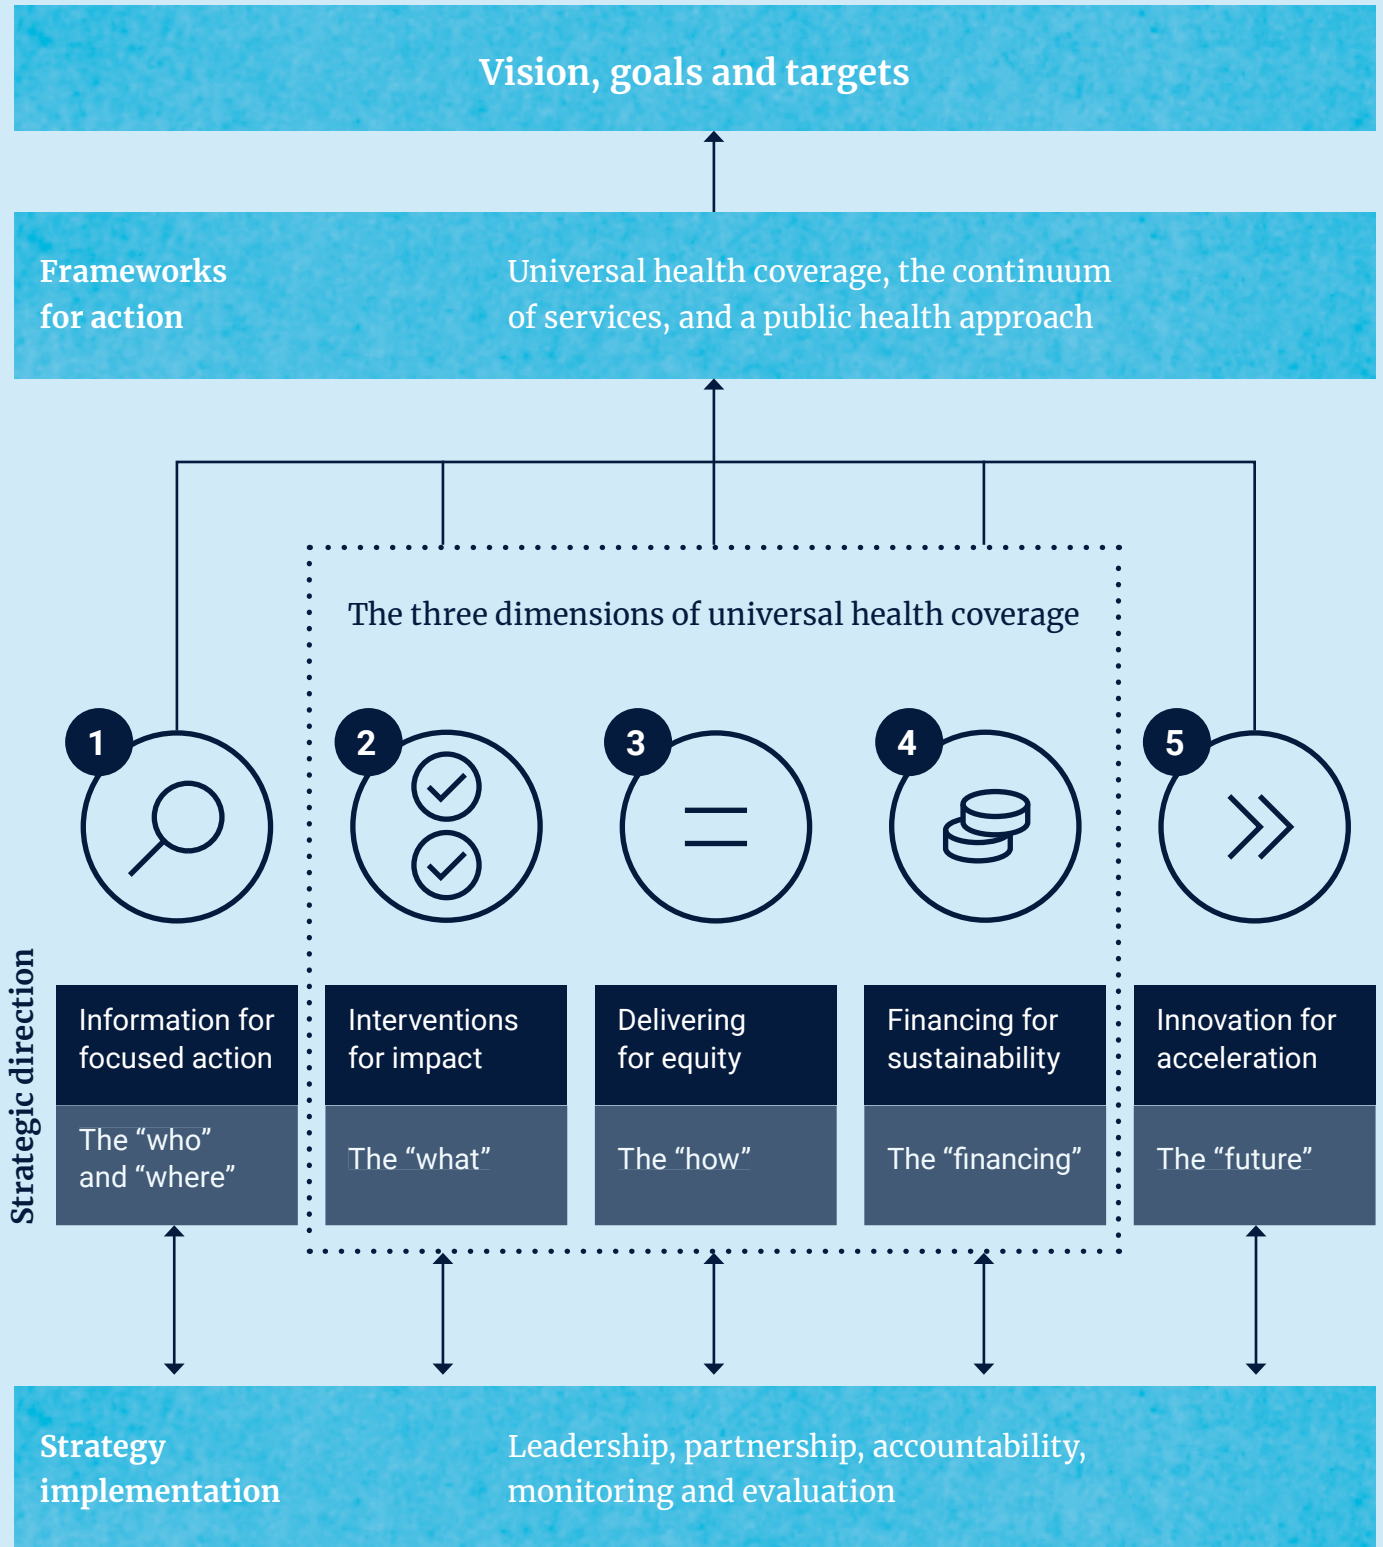 Vision, goals and targets
Frameworks
for action
Universal health coverage, the continuum
of services, and a public health approach
The three dimensions of universal health coverage
1
2
3
4
5
Strategic direction
Information for
focused action
The “who”
and “where”
Interventions
for impact
The “what”
Delivering
for equity
The “how”
Financing for
sustainability
The “financing”
Innovation for
acceleration
The “future”
Strategy
implementation
Leadership, partnership, accountability,
monitoring and evaluation